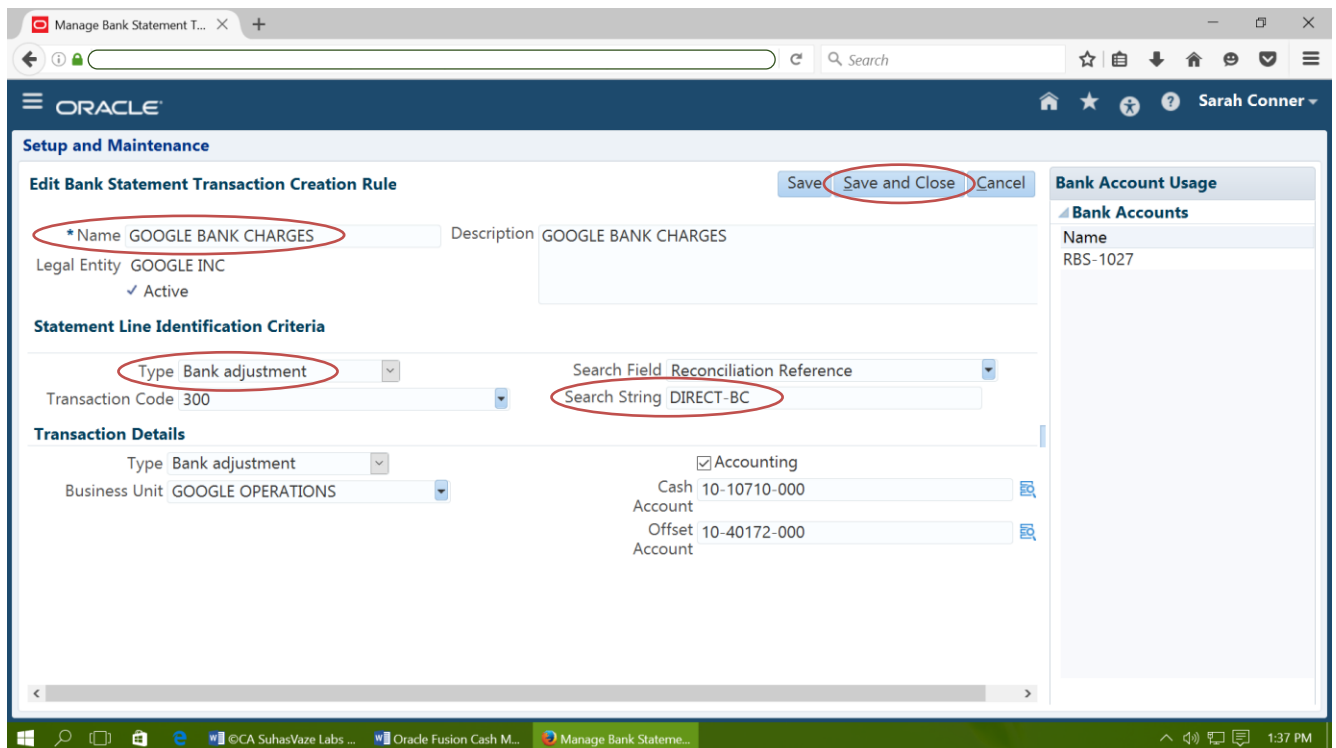 Manage Bank Statement T...
Search
ORACLE
Sarah Conner
Setup and Maintenance
Edit Bank Statement Transaction Creation Rule
Save
Save and Close
Cancel
* Name GOOGLE BANK CHARGES
Description GOOGLE BANK CHARGES
Legal Entity GOOGLE INC
Active
Statement Line Identification Criteria
Type Bank adjustment
Search Field Reconciliation Reference
Transaction Code 300
Search String DIRECT-BC
Transaction Details
Type Bank adjustment
Accounting
Business Unit GOOGLE OPERATIONS
Cash Account 10-10710-000
Offset Account 10-40172-000
Bank Account Usage
Bank Accounts
Name
RBS-1027
©CA SuhasVaze Labs ...
Oracle Fusion Cash M...
Manage Bank Stateme...
1:37 PM